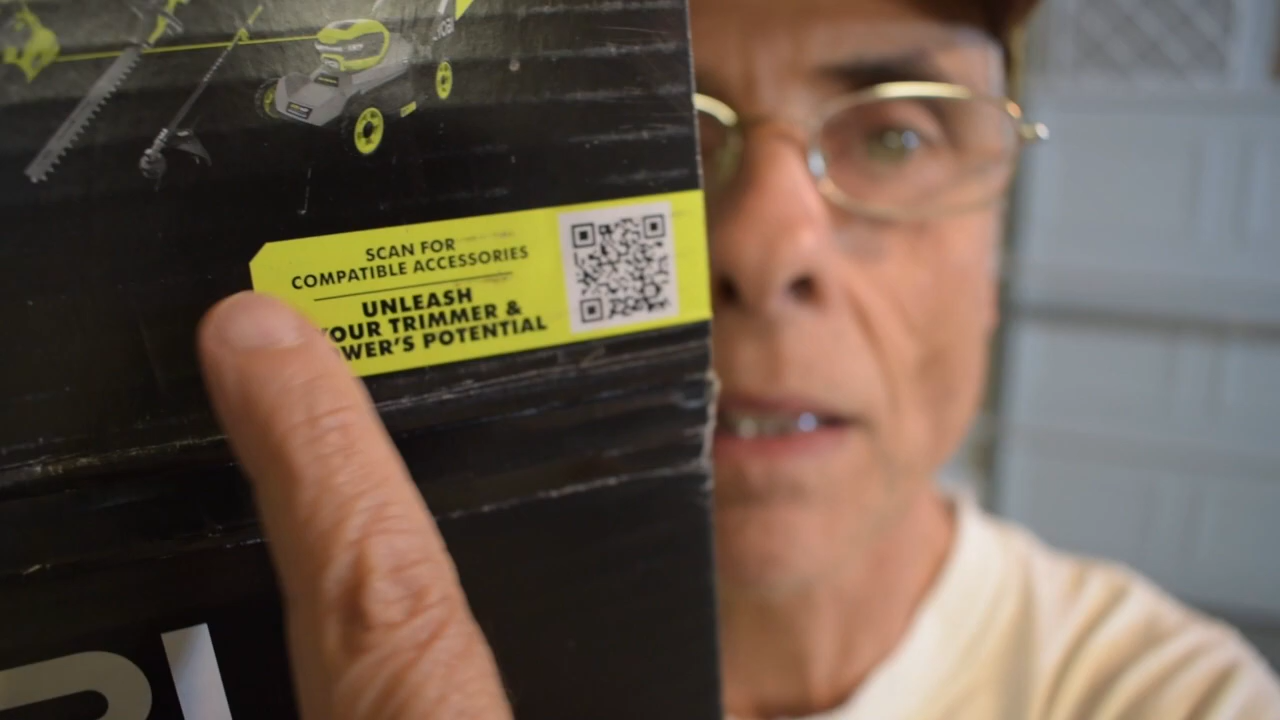 SCAN FOR
COMPATIBLE ACCESSORIES
UNLEASH
OUR TRIMMER &
WER'S POTENTIAL